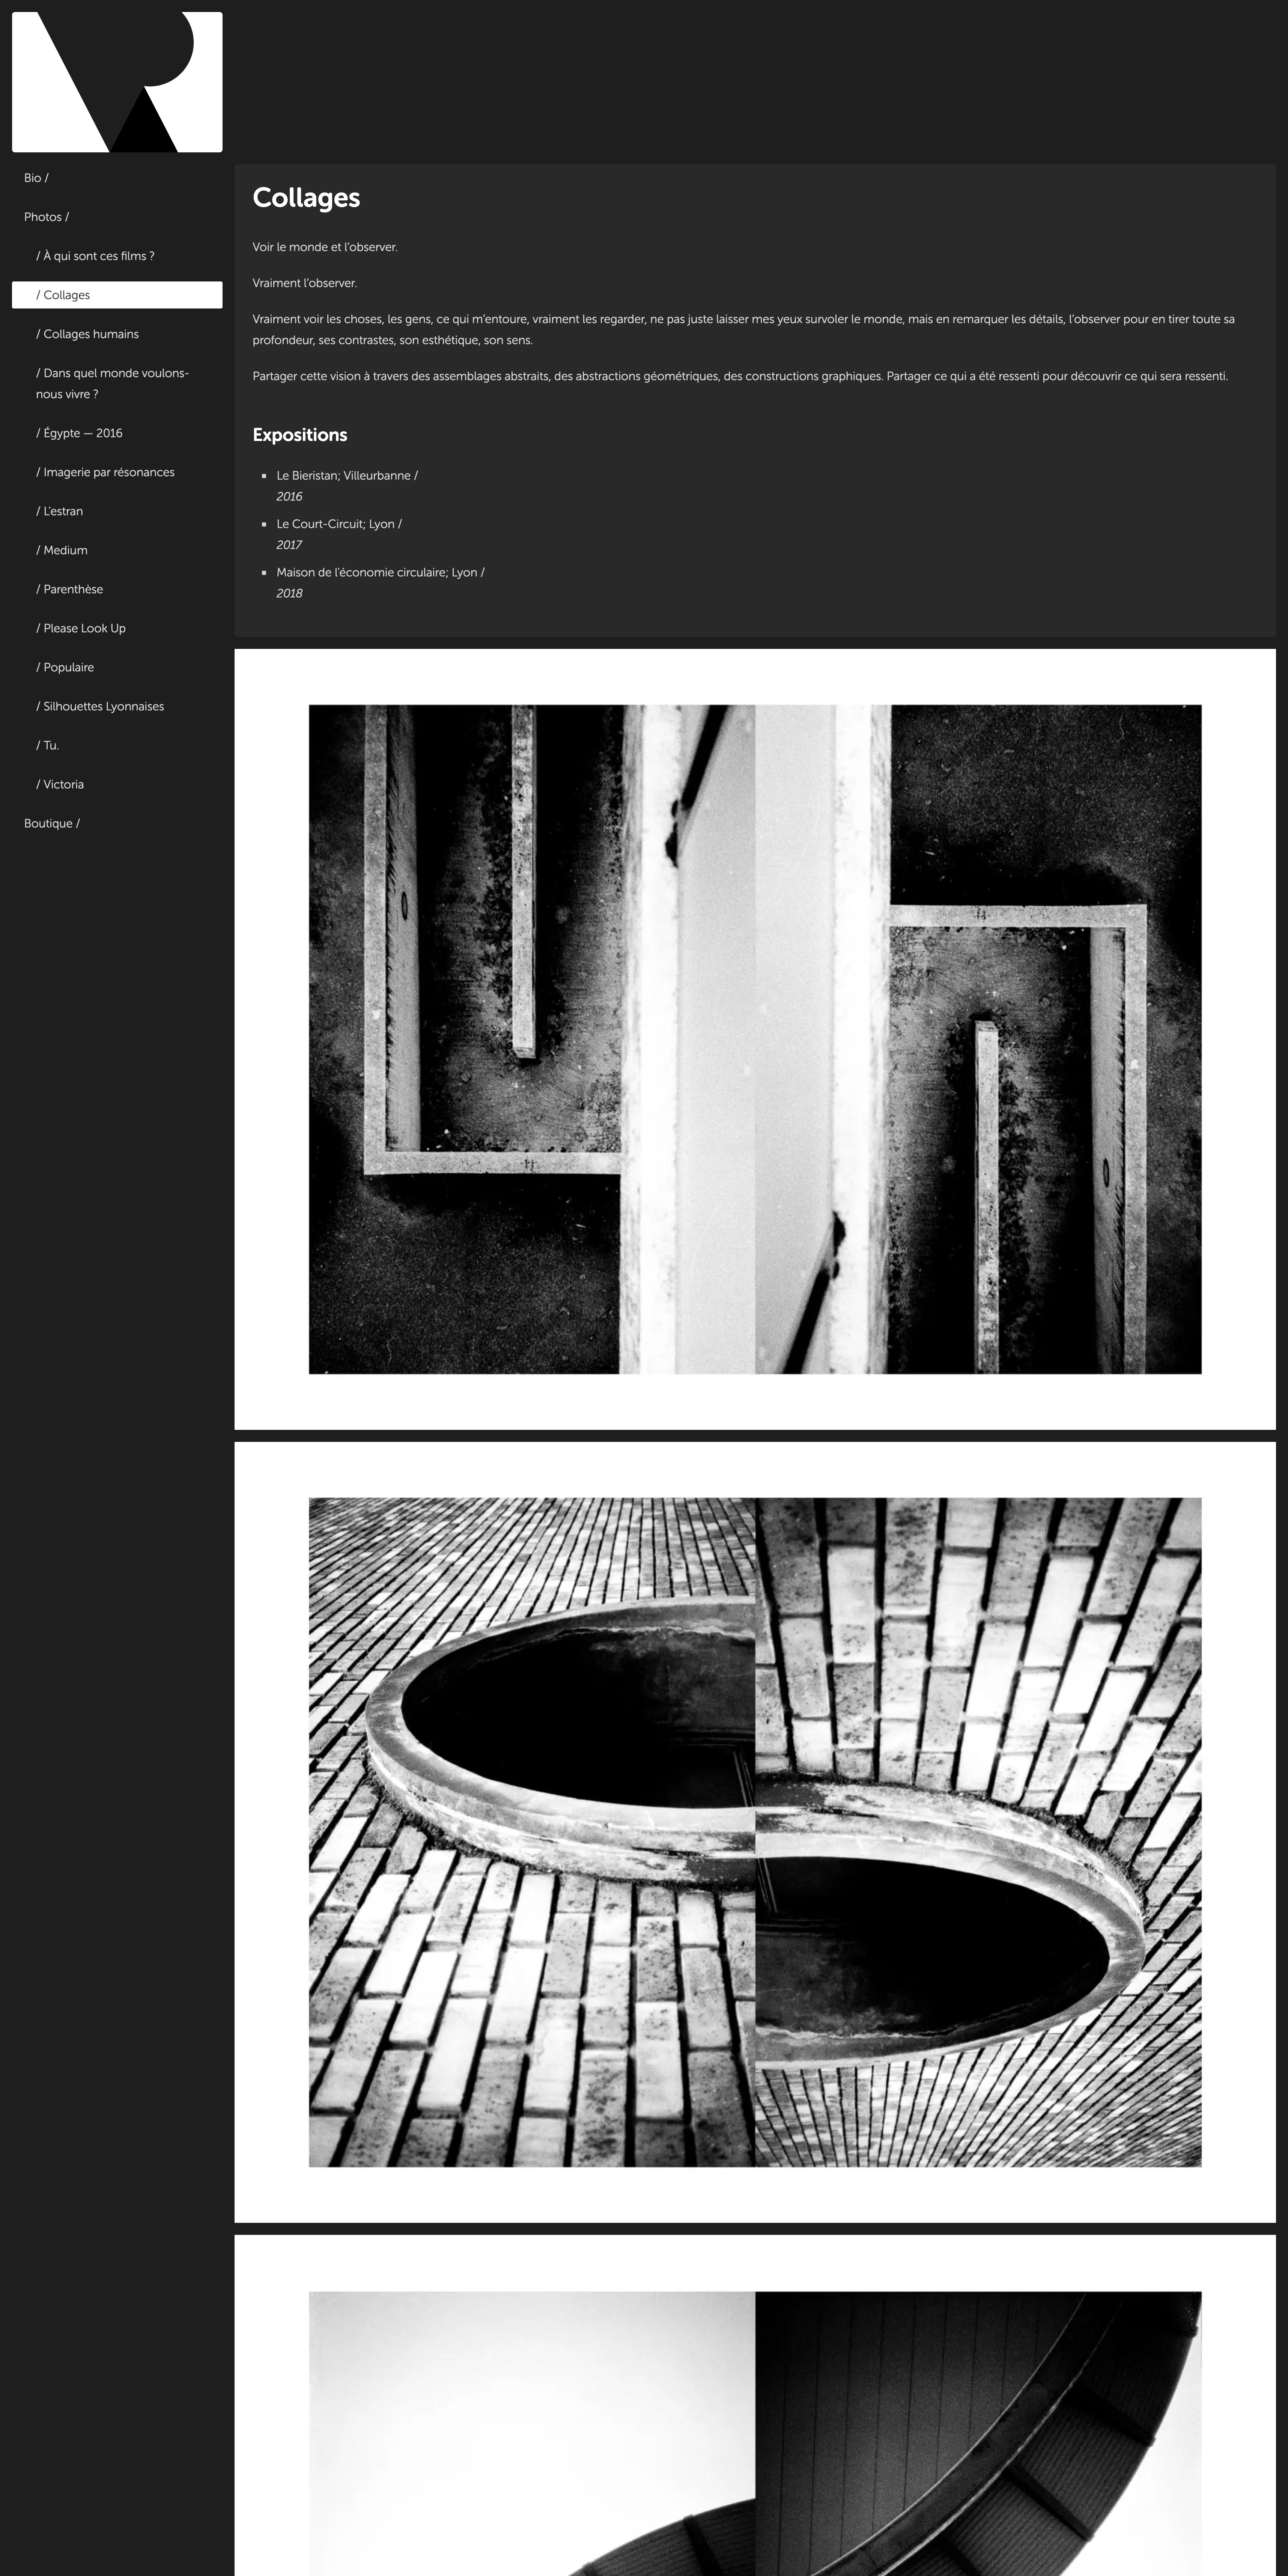 Bio /
Photos /
/ À qui sont ces films ?
/ Collages
/ Collages humains
/ Dans quel monde voulons-
nous vivre ?
/ Égypte — 2016
/ Imagerie par résonances
/ L'estran
/ Medium
/ Parenthèse
/ Please Look Up
/ Populaire
/ Silhouettes Lyonnaises
/ Tu.
/ Victoria
Boutique /
Collages
Voir le monde et l’observer.
Vraiment l’observer.
Vraiment voir les choses, les gens, ce qui m’entoure, vraiment les regarder, ne pas juste laisser mes yeux survoler le monde, mais en remarquer les détails, l’observer pour en tirer toute sa
profondeur, ses contrastes, son esthétique, son sens.
Partager cette vision à travers des assemblages abstraits, des abstractions géométriques, des constructions graphiques. Partager ce qui a été ressenti pour découvrir ce qui sera ressenti.
Expositions
Le Bieristan; Villeurbanne /
2016
Le Court-Circuit; Lyon /
2017
Maison de l'économie circulaire; Lyon /
2018